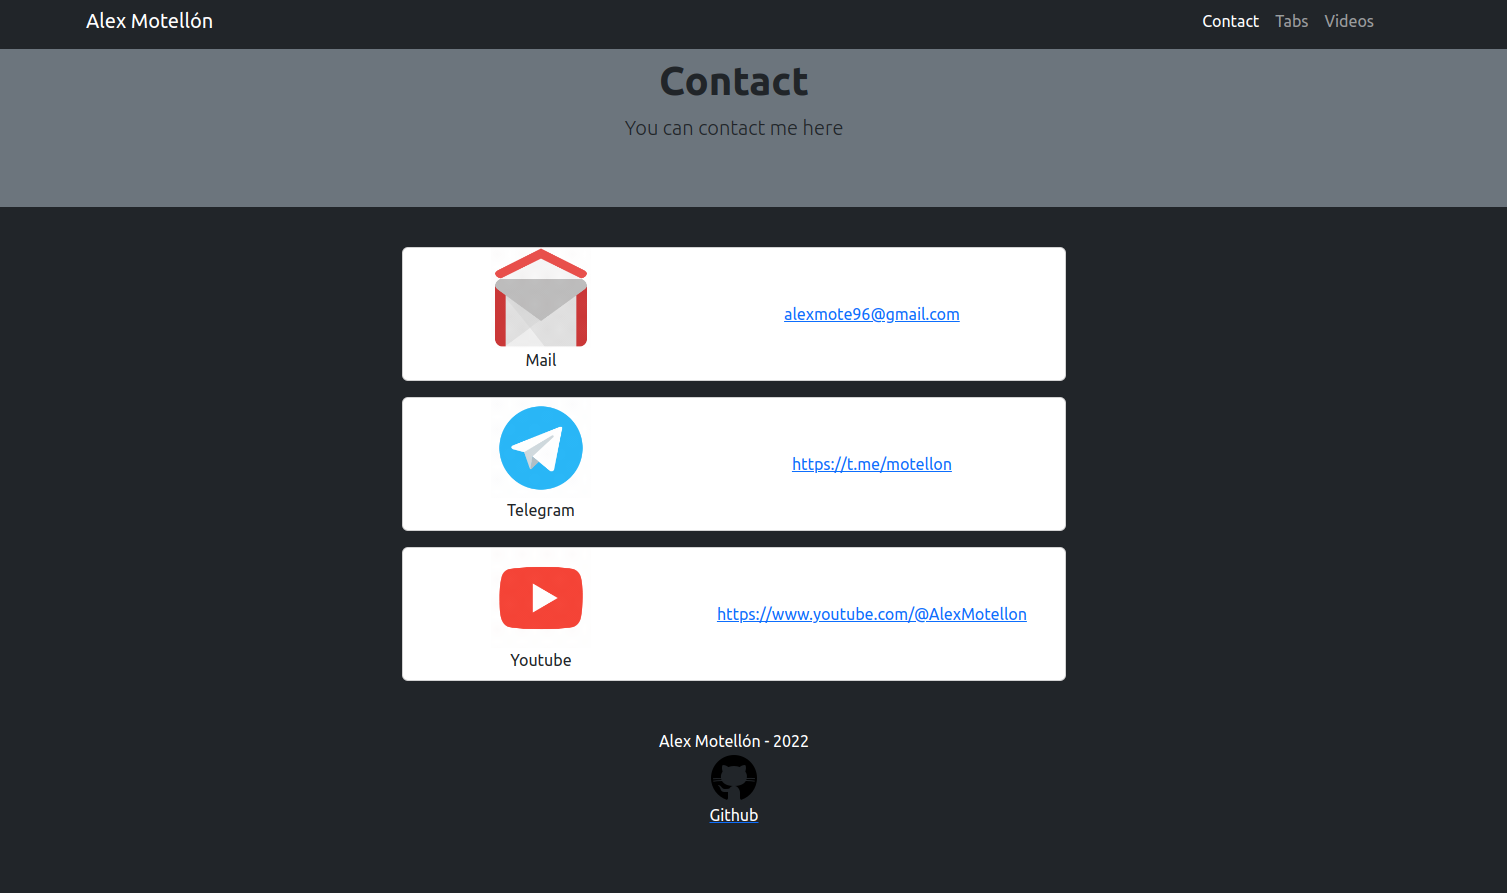 Alex Motellón
Contact Tabs Videos
Contact
You can contact me here
Mail
alexmote96@gmail.com
Telegram
https://t.me/motellon
Youtube
https://www.youtube.com/@AlexMotellon
Alex Motellón - 2022
Github